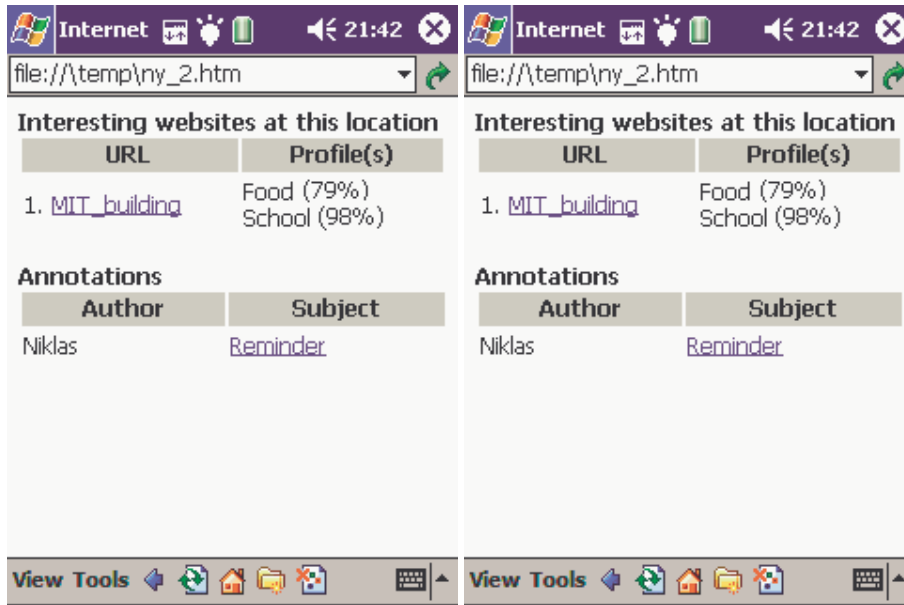 Internet 21:42
file://\temp\ny_2.htm
Interesting websites at this location
URL Profile(s)
1. MIT_building Food (79%)
School (98%)
Annotations
Author Subject
Niklas Reminder
View Tools
Internet 21:42
file://\temp\ny_2.htm
Interesting websites at this location
URL Profile(s)
1. MIT_building Food (79%)
School (98%)
Annotations
Author Subject
Niklas Reminder
View Tools